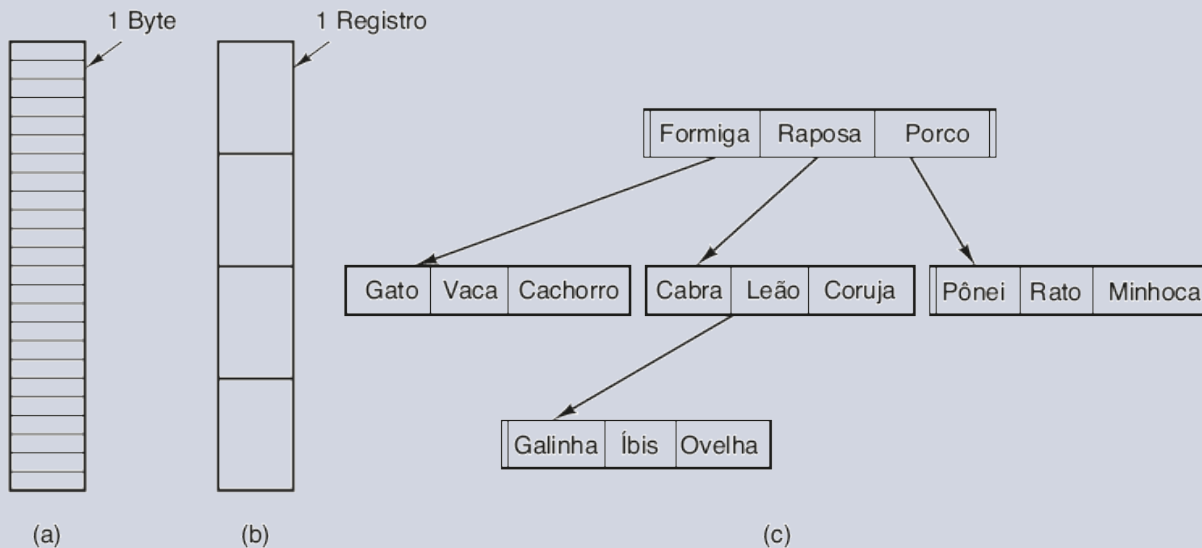 1 Byte
1 Registro
Formiga Raposa Porco
Gato Vaca Cachorro
Cabra Leão Coruja
Pônei Rato Minhoca
Galinha Íbis Ovelha
(a)
(b)
(c)